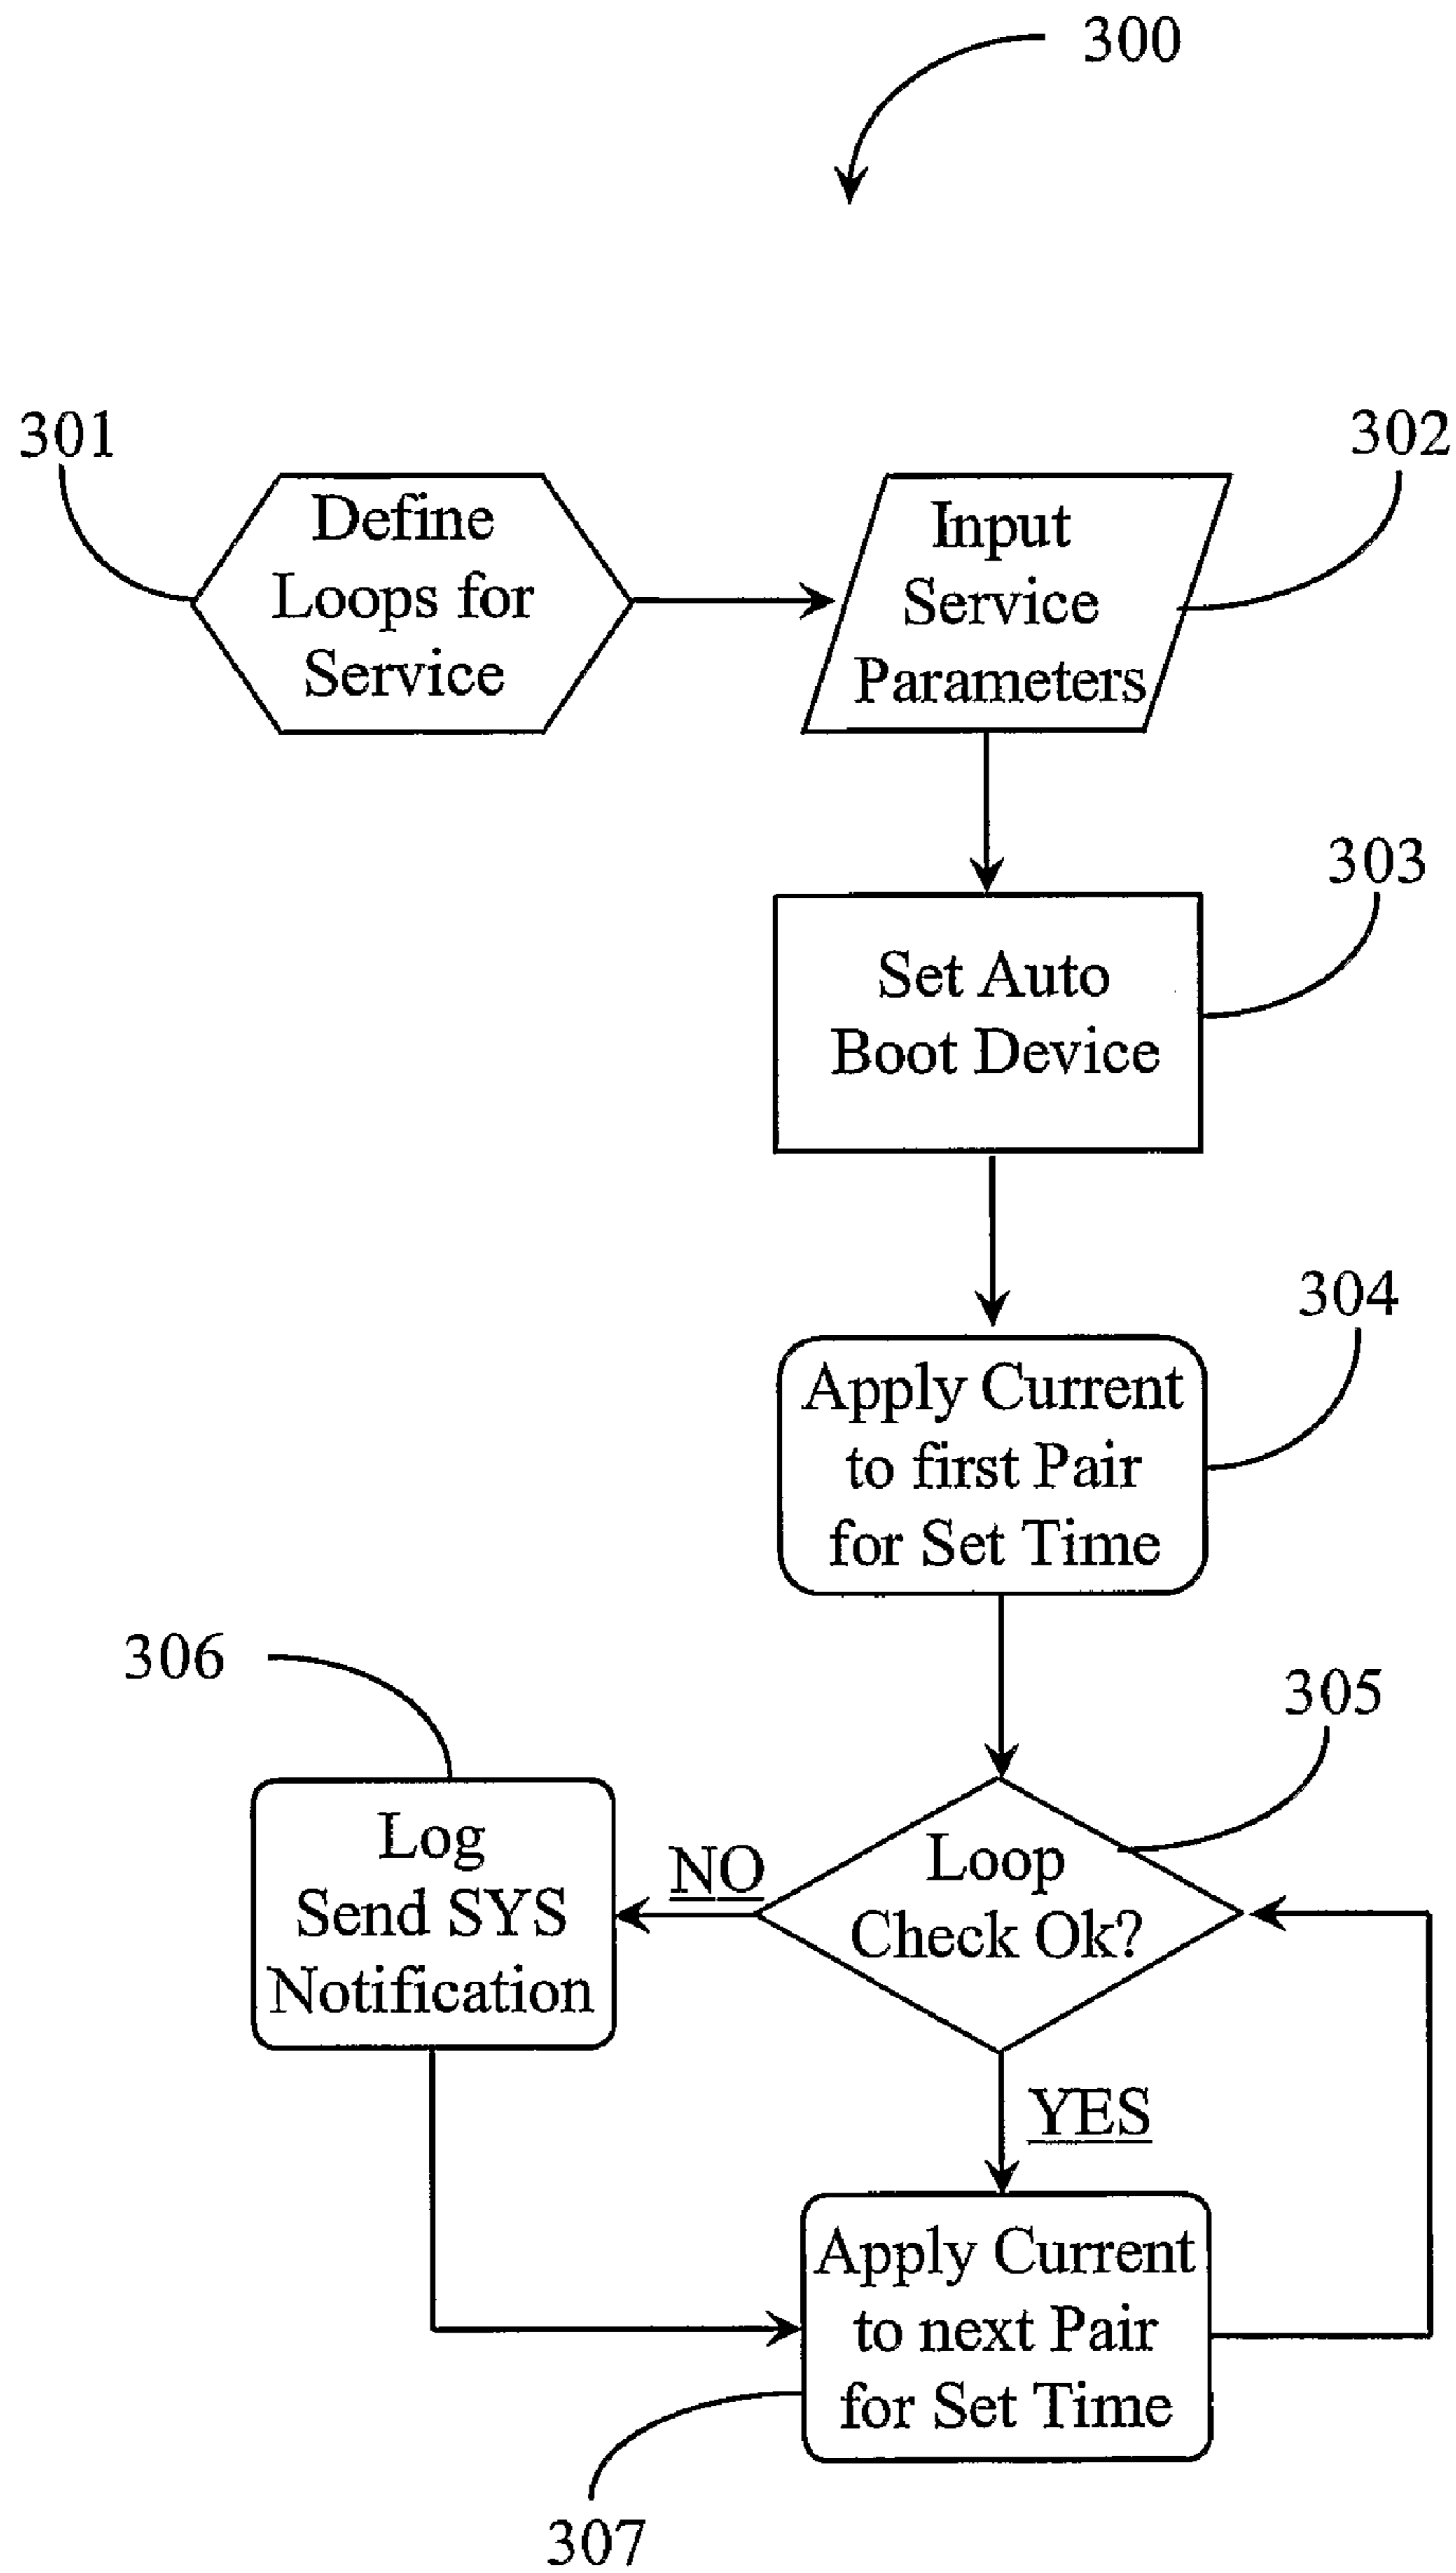 300
301
302
Define
Loops for
Service
Input
Service
Parameters
303
Set Auto
Boot Device
304
Apply Current
to first Pair
for Set Time
306
305
Log
Send SYS
Notification
NO
Loop
Check Ok?
YES
Apply Current
to next Pair
for Set Time
307